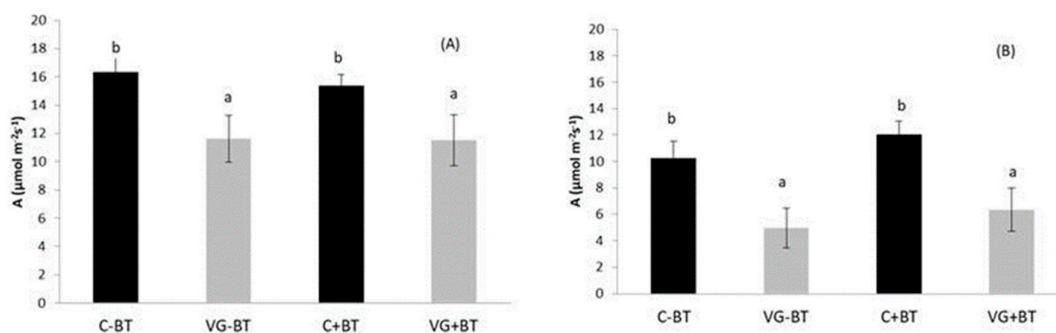 20
18
16
14
12
10
8
6
4
2
0
A (µmol m⁻²s⁻¹)
b
a
b
a
(A)
C-BT
VG-BT
C+BT
VG+BT
20
18
16
14
12
10
8
6
4
2
0
A (µmol m⁻²s⁻¹)
b
a
b
a
(B)
C-BT
VG-BT
C+BT
VG+BT